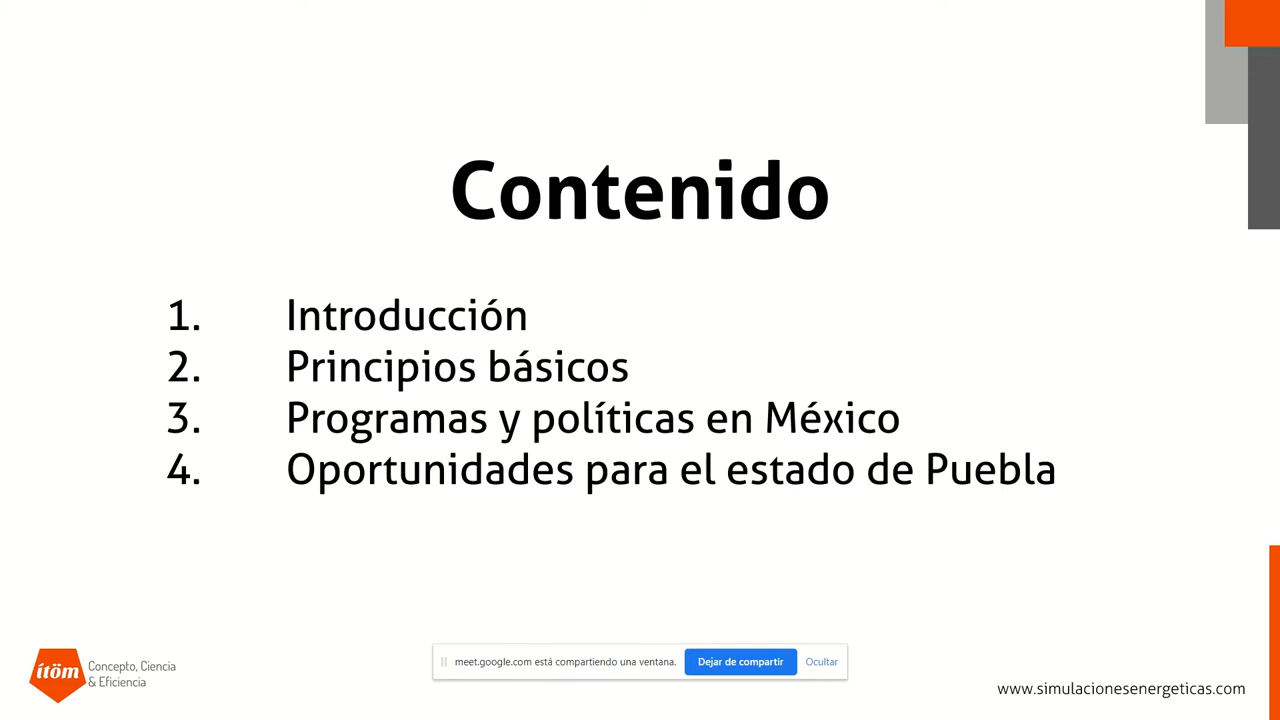 Contenido
1. Introducción
2. Principios básicos
3. Programas y políticas en México
4. Oportunidades para el estado de Puebla
ítöm
Concepto, Ciencia
& Eficiencia
meet.google.com está compartiendo una ventana. Dejar de compartir Ocultar
www.simulacionesenergeticas.com